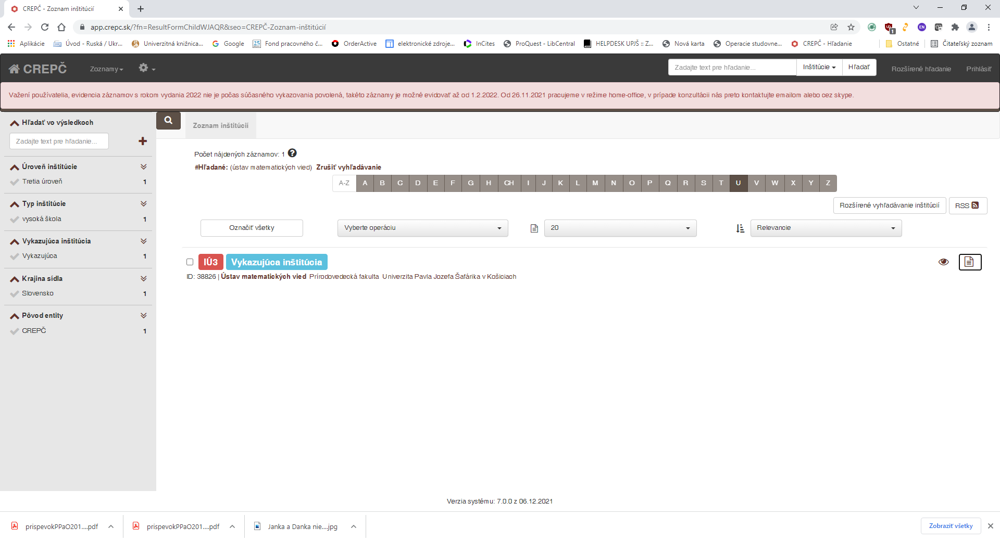 CREPČ - Zoznam inštitúcií
app.crepc.sk/?fn=ResultFormChildWJAQR&seo=CREPČ-Zoznam-inštitúcií
Aplikácie Úvod - Ruská / Ukr... Univerzitná knižnica... Google Fond pracovného č... OrderActive elektronické zdroje... InCites ProQuest - LibCentral HELPDESK UPJŠ :: Z... Nová karta Operacie studovne... CREPČ - Hľadanie Ostatné Čitateľský zoznam
CREPČ Zoznamy Zadajte text pre hľadanie... Inštitúcie Hľadať Rozšírené hľadanie Prihlásiť
Važení používatelia, evidencia záznamov s rokom vydania 2022 nie je počas súčasného vykazovania povolená, takéto záznamy je možné evidovať až od 1.2.2022. Od 26.11.2021 pracujeme v režime home-office, v prípade konzultácii nás preto kontaktujte emailom alebo cez skype.
Hľadať vo výsledkoch
Zadajte text pre hľadanie...
Úroveň inštitúcie
Tretia úroveň 1
Typ inštitúcie
vysoká škola 1
Vykazujúca inštitúcia
Vykazujúca 1
Krajina sídla
Slovensko 1
Pôvod entity
CREPČ 1
Zoznam inštitúcií
Počet nájdených záznamov: 1
#Hľadané: (ústav matematických vied) Zrušiť vyhľadávanie
A-Z A B C D E F G H CH I J K L M N O P Q R S T U V W X Y Z
Rozšírené vyhľadávanie inštitúcií RSS
Označiť všetky Vyberte operáciu 20 Relevancie
IÚ3 Vykazujúca inštitúcia
ID: 38826 | Ústav matematických vied Prírodovedecká fakulta Univerzita Pavla Jozefa Šafárika v Košiciach
Verzia systému: 7.0.0 z 06.12.2021
prispevokPPaO201....pdf prispevokPPaO201....pdf Janka a Danka nie....jpg Zobraziť všetky